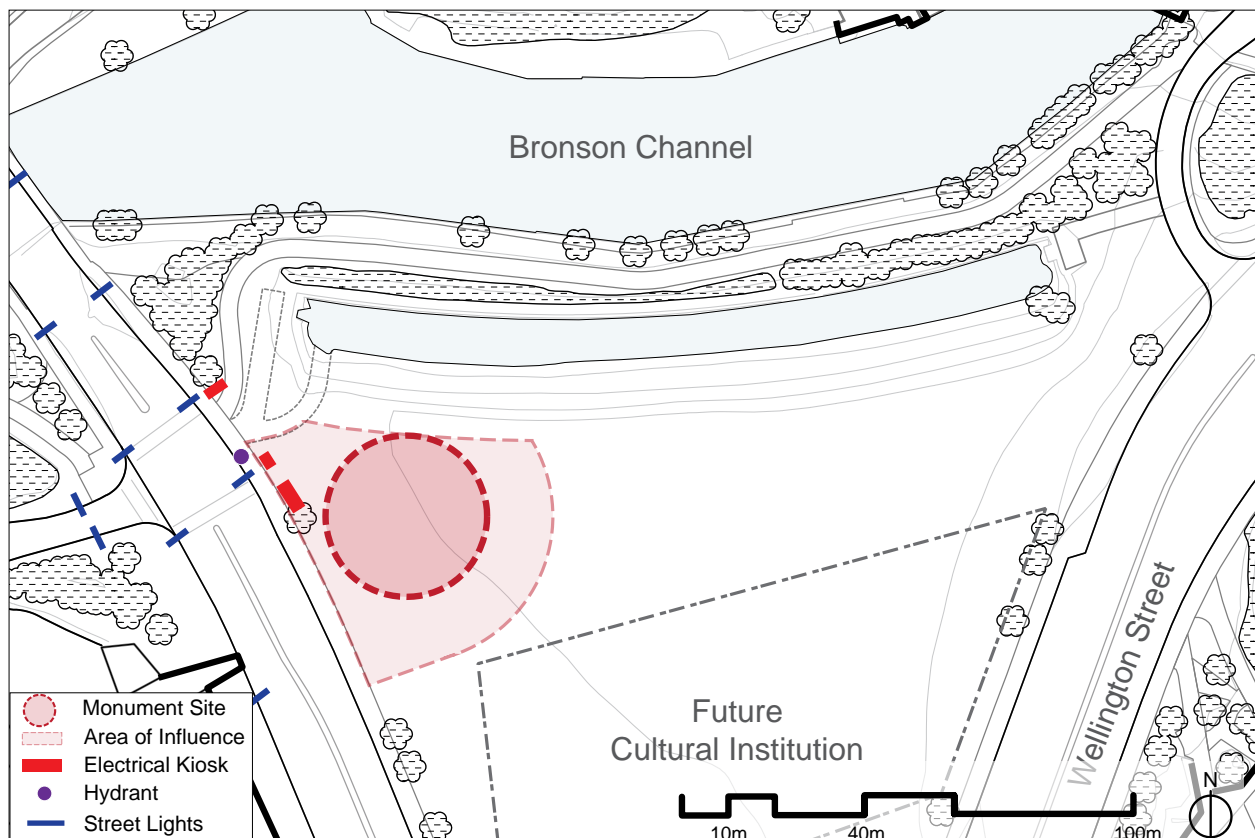 Bronson Channel
Wellington Street
Future
Cultural Institution
Monument Site
Area of Influence
Electrical Kiosk
Hydrant
Street Lights
10m
40m
100m
N